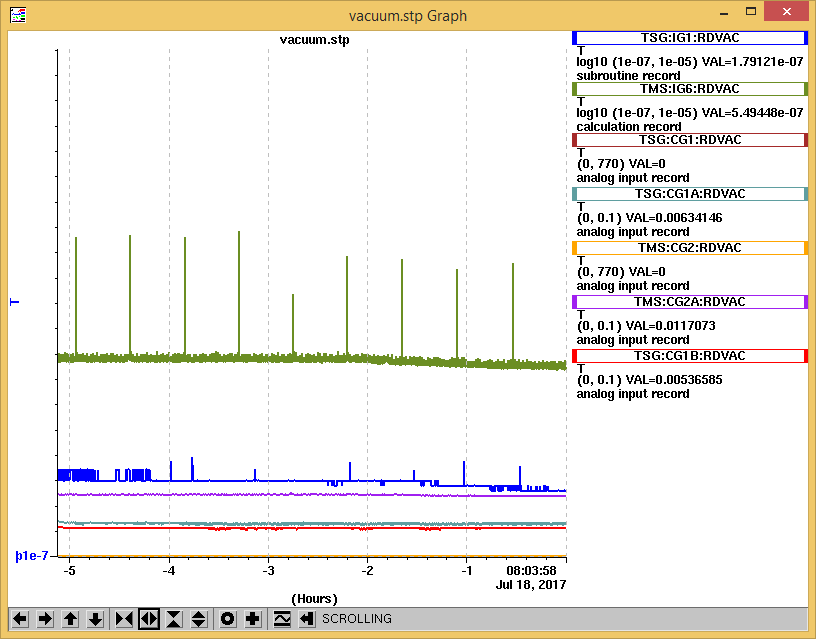 vacuum.stp Graph
vacuum.stp
T
1e-7
-5 -4 -3 -2 -1 08:03:58
Jul 18, 2017
(Hours)
TSG:IG1:RDVAC
T
log10 (1e-07, 1e-05) VAL=1.79121e-07
subroutine record
TMS:IG6:RDVAC
T
log10 (1e-07, 1e-05) VAL=5.49448e-07
calculation record
TSG:CG1:RDVAC
T
(0, 770) VAL=0
analog input record
TSG:CG1A:RDVAC
T
(0, 0.1) VAL=0.00634146
analog input record
TMS:CG2:RDVAC
T
(0, 770) VAL=0
analog input record
TMS:CG2A:RDVAC
T
(0, 0.1) VAL=0.0117073
analog input record
TSG:CG1B:RDVAC
T
(0, 0.1) VAL=0.00536585
analog input record
SCROLLING